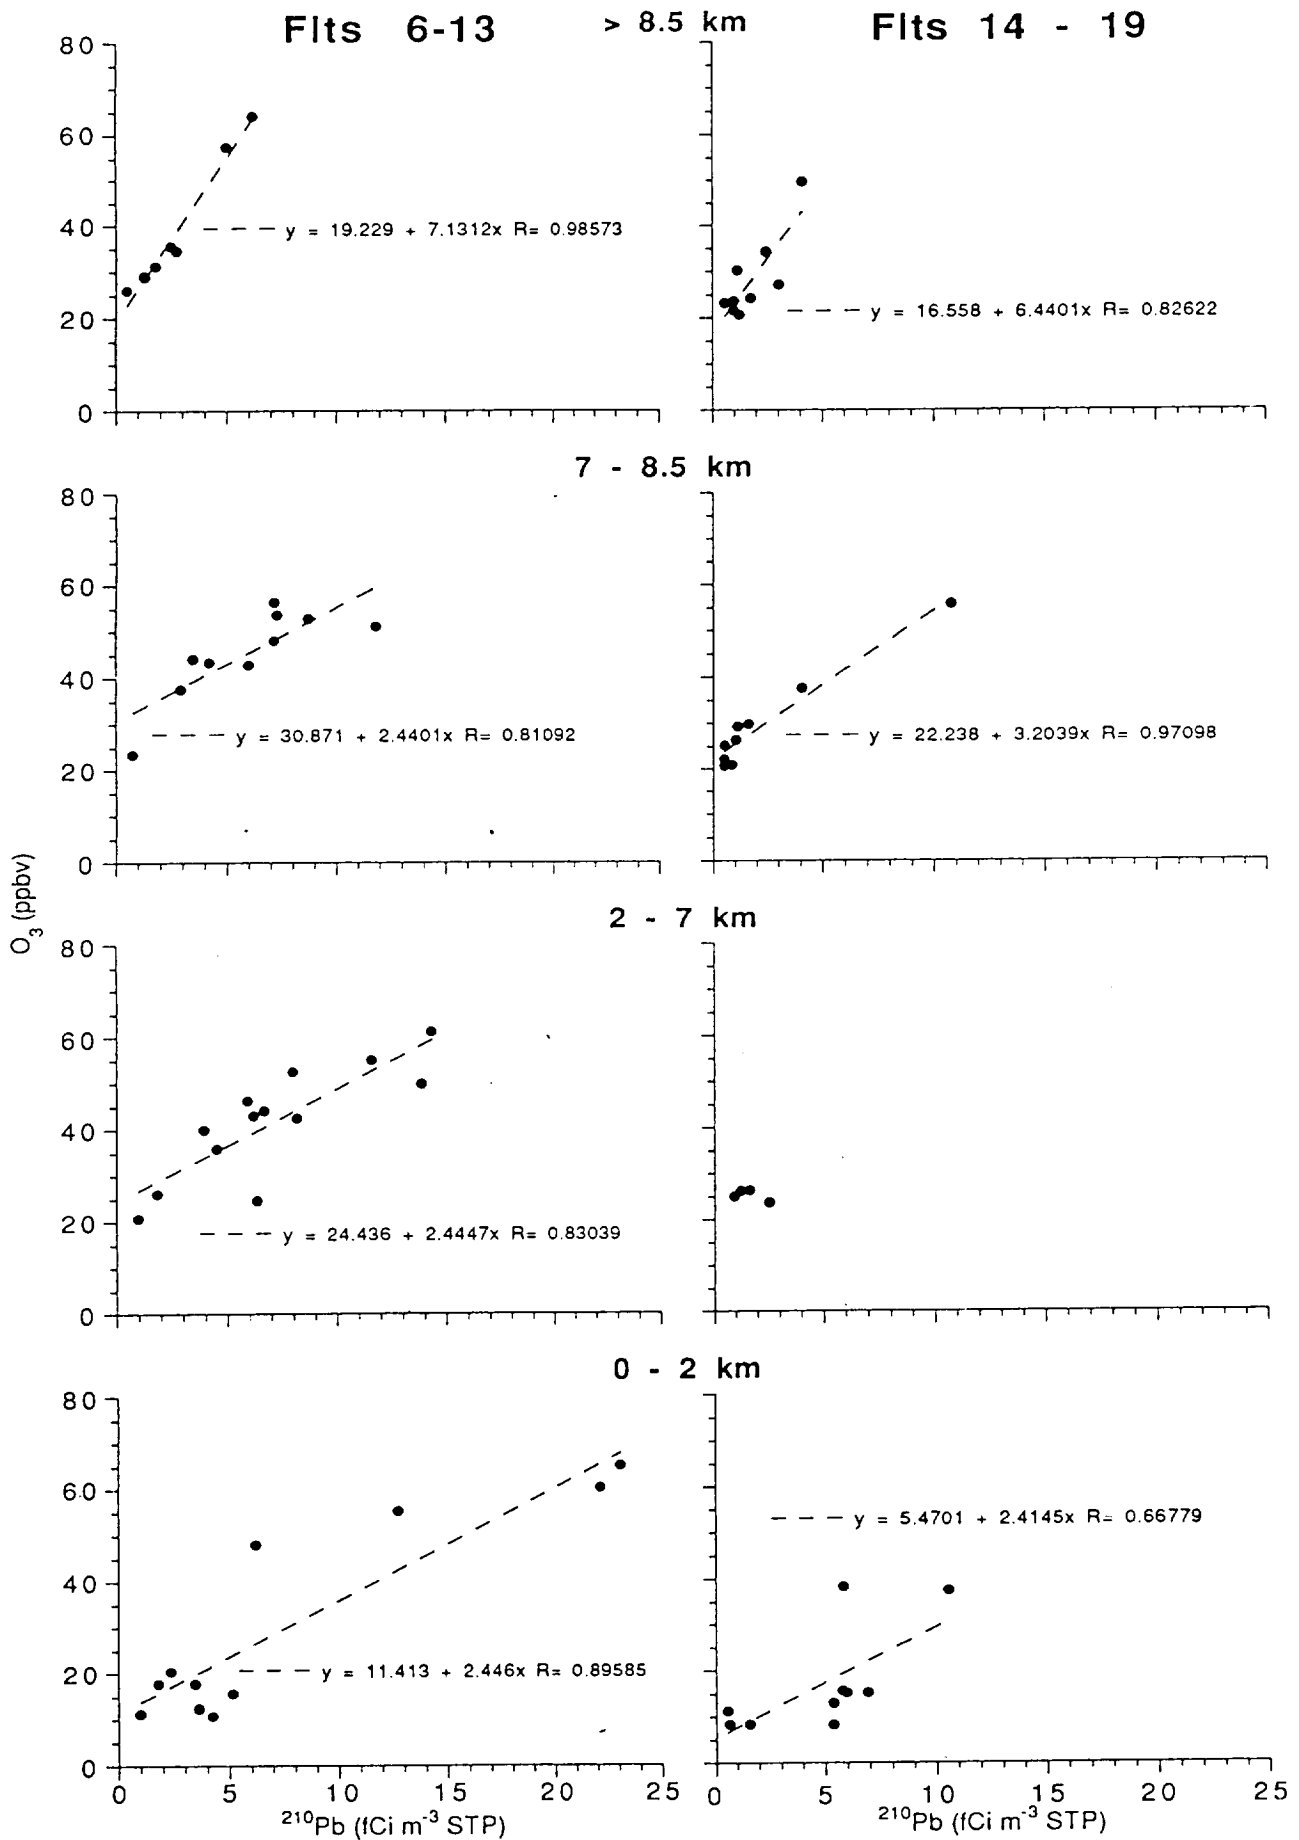 Flts 6-13 > 8.5 km Flts 14 - 19
80
60
40
20
0
y = 19.229 + 7.1312x R= 0.98573
y = 16.558 + 6.4401x R= 0.82622
7 - 8.5 km
80
60
40
20
0
y = 30.871 + 2.4401x R= 0.81092
y = 22.238 + 3.2039x R= 0.97098
O3 (ppbv)
2 - 7 km
80
60
40
20
0
y = 24.436 + 2.4447x R= 0.83039
0 - 2 km
80
60
40
20
0
y = 5.4701 + 2.4145x R= 0.66779
y = 11.413 + 2.446x R= 0.89585
0 5 10 15 20 25
0 5 10 15 20 25
210Pb (fCi m-3 STP)
210Pb (fCi m-3 STP)